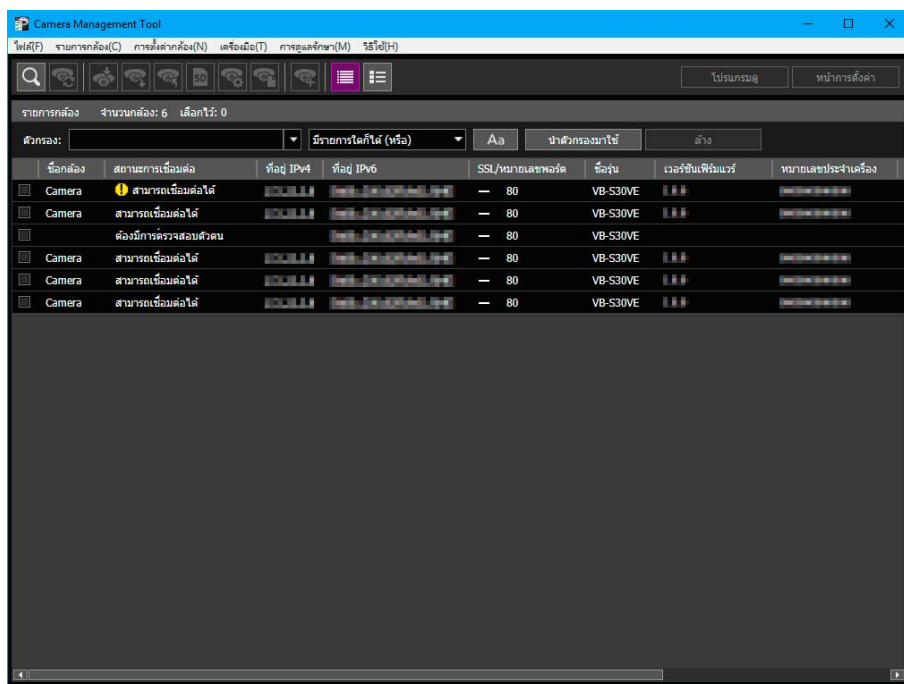 Camera Management Tool
ไฟล์(F) รายการกล้อง(C) การตั้งค่ากล้อง(N) เครื่องมือ(T) การดูแลรักษา(M) วิธีใช้(H)
SD โปรแกรมดู หน้าการตั้งค่า
รายการกล้อง จำนวนกล้อง: 6 เลือกไว้: 0
ตัวกรอง: มีรายการใดก็ได้ (หรือ) Aa นำตัวกรองมาใช้ ล้าง
ชื่อกล้อง สถานะการเชื่อมต่อ ที่อยู่ IPv4 ที่อยู่ IPv6 SSL/หมายเลขพอร์ต ชื่อรุ่น เวอร์ชันเฟิร์มแวร์ หมายเลขประจำเครื่อง
Camera สามารถเชื่อมต่อได้ — 80 VB-S30VE
Camera สามารถเชื่อมต่อได้ — 80 VB-S30VE
ต้องมีการตรวจสอบตัวตน — 80 VB-S30VE
Camera สามารถเชื่อมต่อได้ — 80 VB-S30VE
Camera สามารถเชื่อมต่อได้ — 80 VB-S30VE
Camera สามารถเชื่อมต่อได้ — 80 VB-S30VE